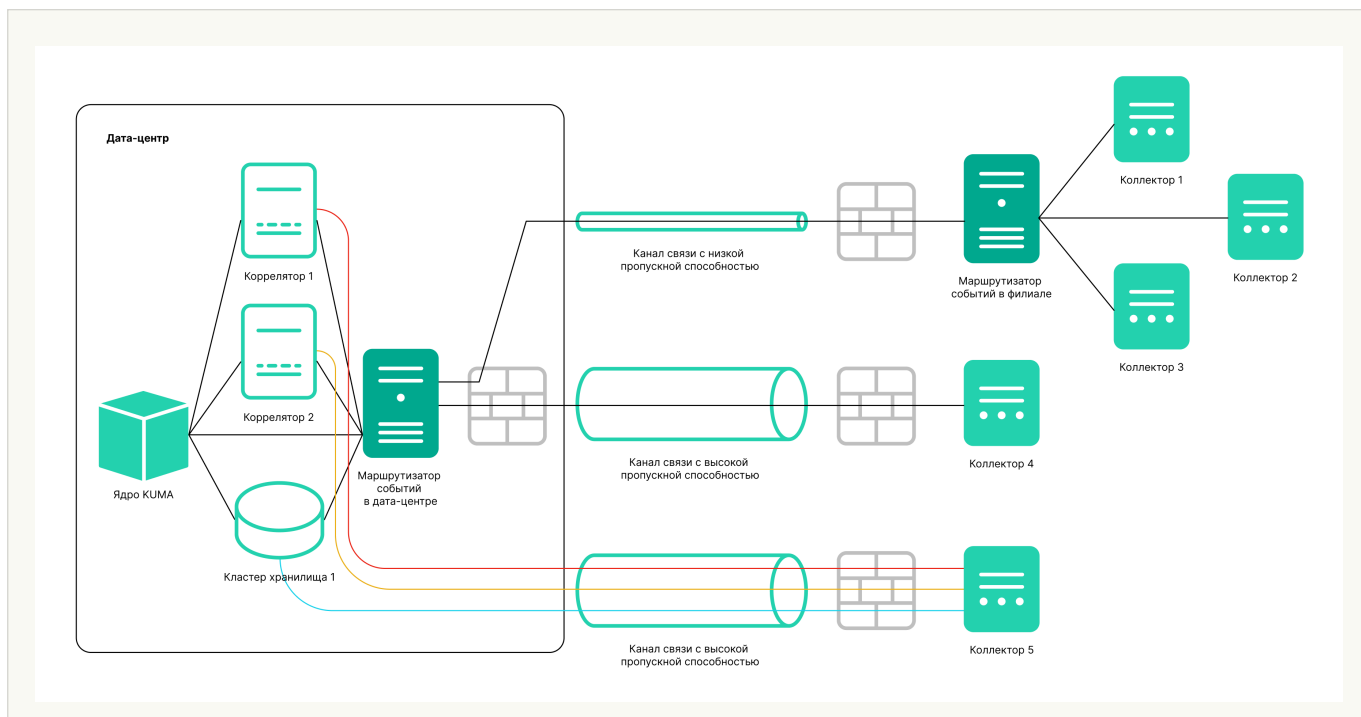 Дата-центр
Коллектор 1
Канал связи с низкой
пропускной способностью
Коррелятор 1
Маршрутизатор
событий в филиале
Коллектор 2
Коллектор 3
Коррелятор 2
Канал связи с высокой
пропускной способностью
Коллектор 4
Маршрутизатор
событий
в дата-центре
Ядро KUMA
Кластер хранилища 1
Канал связи с высокой
пропускной способностью
Коллектор 5